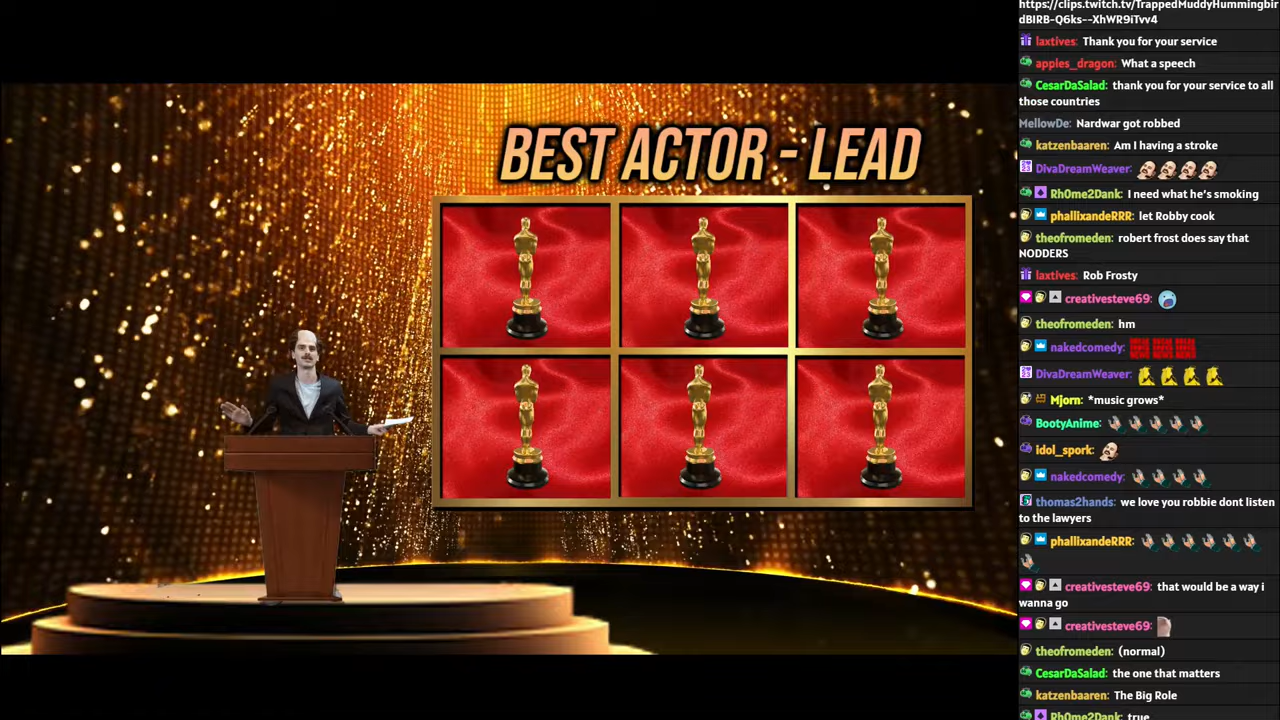 BEST ACTOR - LEAD
https://clips.twitch.tv/TrappedMuddyHummingbir
dBIRB-Q6ks--XhWR9iTvv4
laxtives: Thank you for your service
apples_dragon: What a speech
CesarDaSalad: thank you for your service to all
those countries
MellowDe: Nardwar got robbed
katzenbaaren: Am I having a stroke
DivaDreamWeaver:
Rh0me2Dank: I need what he's smoking
phallixandeRRR: let Robby cook
theofromeden: robert frost does say that
NODDERS
laxtives: Rob Frosty
creativesteve69:
theofromeden: hm
nakedcomedy:
DivaDreamWeaver:
Mjorn: *music grows*
BootyAnime:
idol_spork:
nakedcomedy:
thomas2hands: we love you robbie dont listen
to the lawyers
phallixandeRRR:
creativesteve69: that would be a way i
wanna go
creativesteve69:
theofromeden: (normal)
CesarDaSalad: the one that matters
katzenbaaren: The Big Role
Rh0me2Dank: true